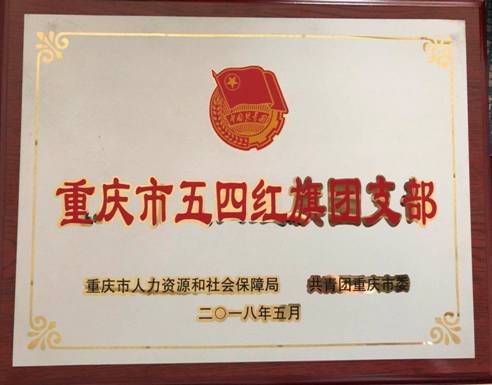 中国共青团
重庆市五四红旗团支部
重庆市人力资源和社会保障局 共青团重庆市委
二〇一八年五月